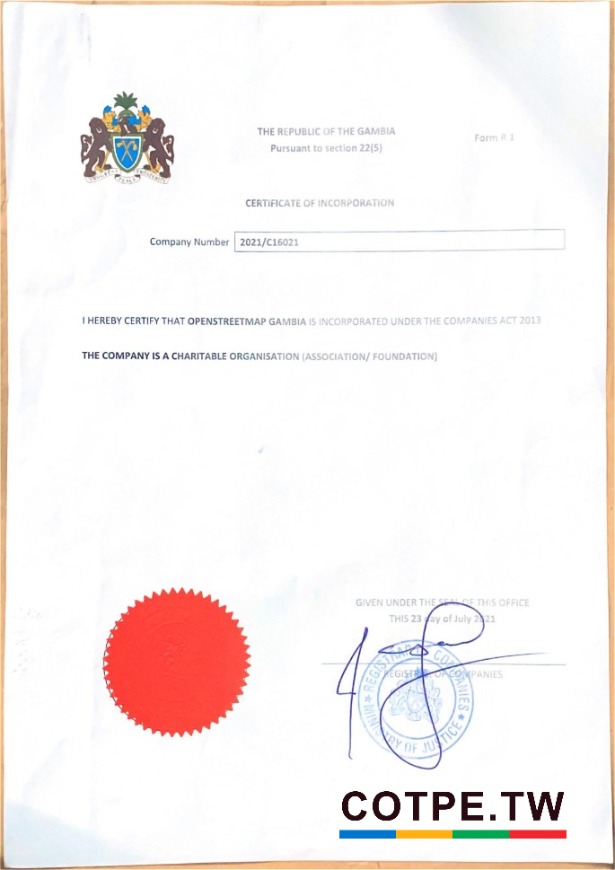 THE REPUBLIC OF THE GAMBIA
Pursuant to section 22(5)
Form R 1
CERTIFICATE OF INCORPORATION
Company Number 2021/C16021
I HEREBY CERTIFY THAT OPENSTREETMAP GAMBIA IS INCORPORATED UNDER THE COMPANIES ACT 2013
THE COMPANY IS A CHARITABLE ORGANISATION (ASSOCIATION/ FOUNDATION)
GIVEN UNDER THE SEAL OF THIS OFFICE
THIS 23 day of July 2021
REGISTRAR OF COMPANIES
REGISTRAR OF COMPANIES
MINISTRY OF JUSTICE
COTPE.TW